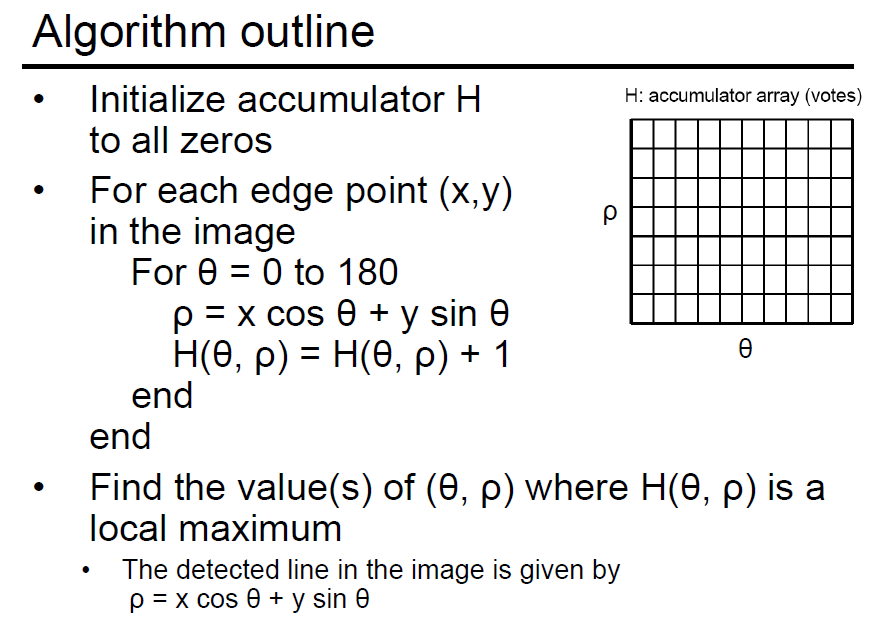 Algorithm outline
• Initialize accumulator H
to all zeros
• For each edge point (x,y)
in the image
For θ = 0 to 180
ρ = x cos θ + y sin θ
H(θ, ρ) = H(θ, ρ) + 1
end
end
• Find the value(s) of (θ, ρ) where H(θ, ρ) is a
local maximum
• The detected line in the image is given by
ρ = x cos θ + y sin θ
H: accumulator array (votes)
ρ
θ